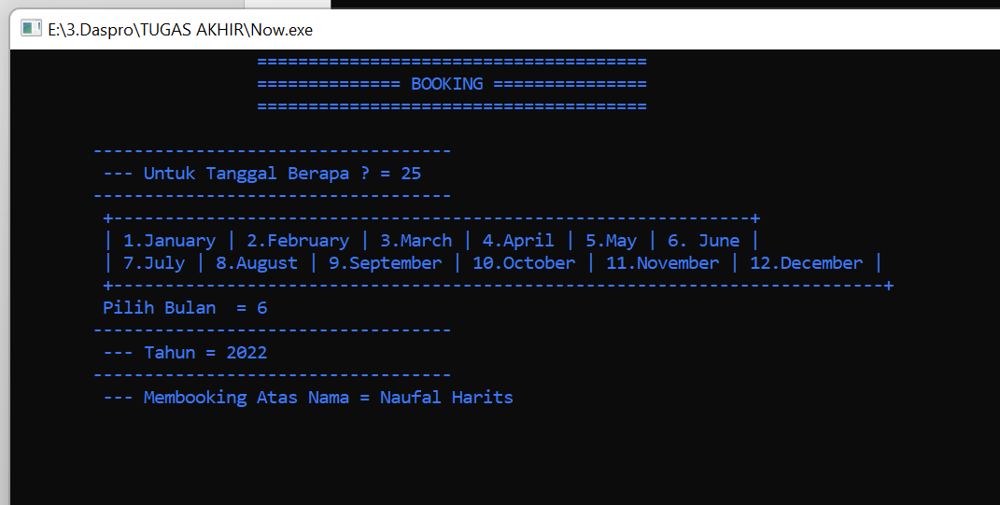 E:\3.Daspro\TUGAS AKHIR\Now.exe
======================================
============== BOOKING ===============
======================================
-----------------------------------
--- Untuk Tanggal Berapa ? = 25
-----------------------------------
+--------------------------------------------------------------+
| 1.January | 2.February | 3.March | 4.April | 5.May | 6. June |
| 7.July | 8.August | 9.September | 10.October | 11.November | 12.December |
+---------------------------------------------------------------------------+
Pilih Bulan  = 6
-----------------------------------
--- Tahun = 2022
-----------------------------------
--- Membooking Atas Nama = Naufal Harits